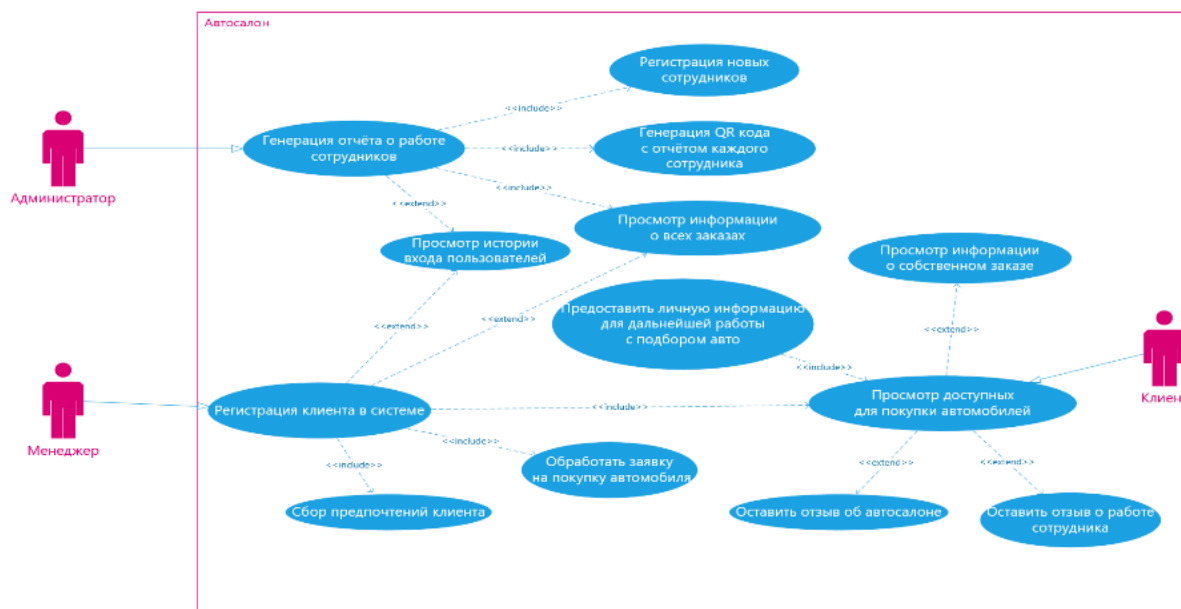 Автосалон
Регистрация новых
сотрудников
<<include>>
Генерация отчёта о работе
сотрудников
<<include>>
Генерация QR кода
с отчётом каждого
сотрудника
Администратор
<<include>>
<<extend>>
Просмотр информации
о всех заказах
Просмотр истории
входа пользователей
Просмотр информации
о собственном заказе
Предоставить личную информацию
для дальнейшей работы
с подбором авто
<<extend>>
<<extend>>
<<extend>>
<<include>>
Клиен
Регистрация клиента в системе
<<include>>
Просмотр доступных
для покупки автомобилей
Менеджер
<<include>>
<<include>>
Обработать заявку
на покупку автомобиля
<<extend>>
<<extend>>
Сбор предпочтений клиента
Оставить отзыв об автосалоне
Оставить отзыв о работе
сотрудника